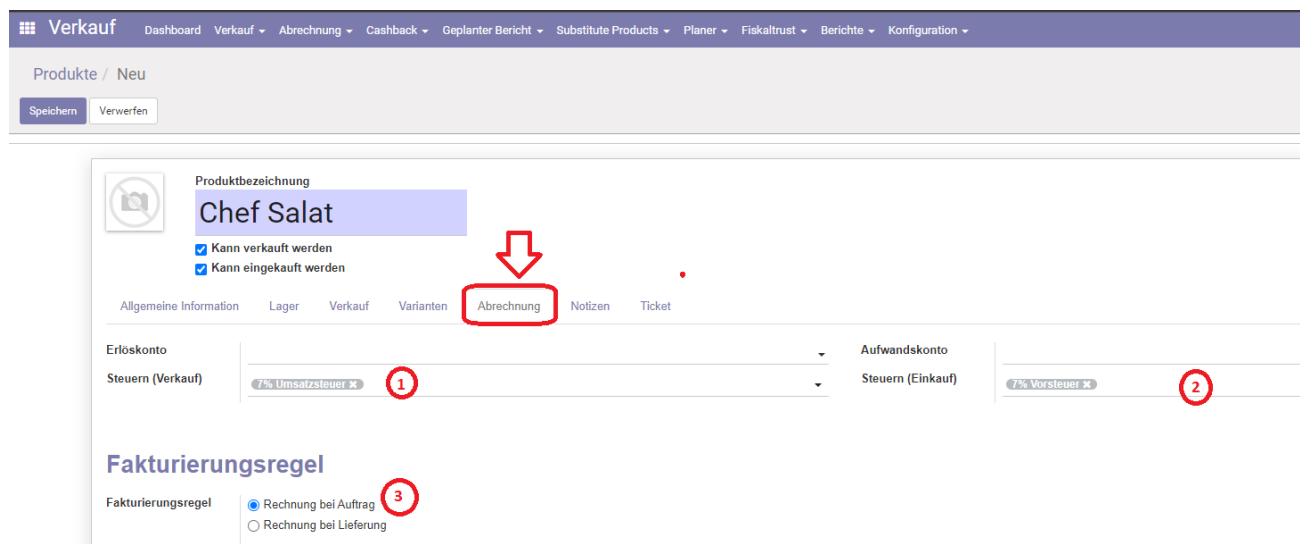 Verkauf Dashboard Verkauf Abrechnung Cashback Geplanter Bericht Substitute Products Planer Fiskaltrust Berichte Konfiguration
Produkte / Neu
Speichern Verwerfen
Produktbezeichnung
Chef Salat
Kann verkauft werden
Kann eingekauft werden
Allgemeine Information Lager Verkauf Varianten Abrechnung Notizen Ticket
Erlöskonto Aufwandskonto
Steuern (Verkauf) 7% Umsatzsteuer x 1 Steuern (Einkauf) 7% Vorsteuer x 2
Fakturierungsregel
Fakturierungsregel Rechnung bei Auftrag 3
Rechnung bei Lieferung